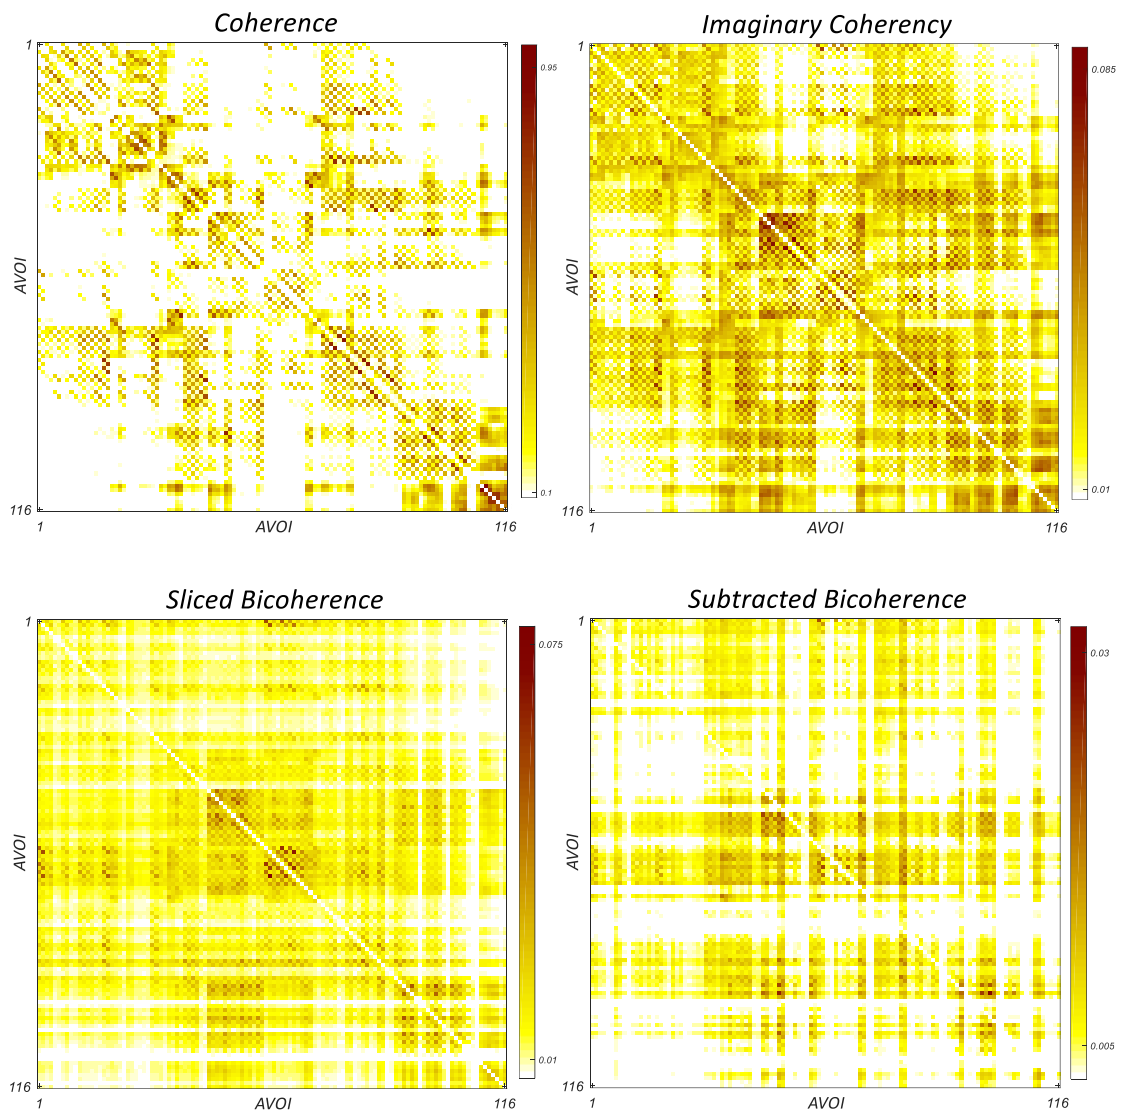 Coherence
Imaginary Coherency
1
0.95
0.1
AVOI
116
1
AVOI
116
1
0.085
0.01
AVOI
116
1
AVOI
116
Sliced Bicoherence
Subtracted Bicoherence
1
0.075
0.01
AVOI
116
1
AVOI
116
1
0.03
0.005
AVOI
116
1
AVOI
116